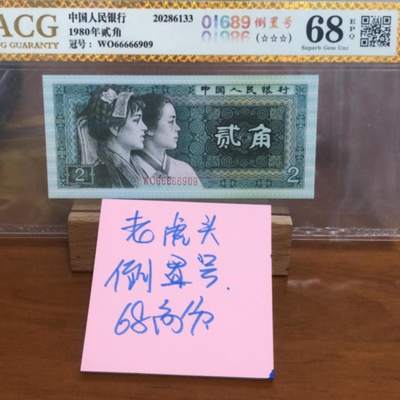 ACG
GRADING GUARANTY
中国人民银行
1980年贰角
冠号：WO66666909
20286133
01689 倒置号
(☆☆☆)
68 EPQ
Superb Gem Unc
中国人民银行
贰角
WO66666909
2
2
老虎头
倒置号.
68高分